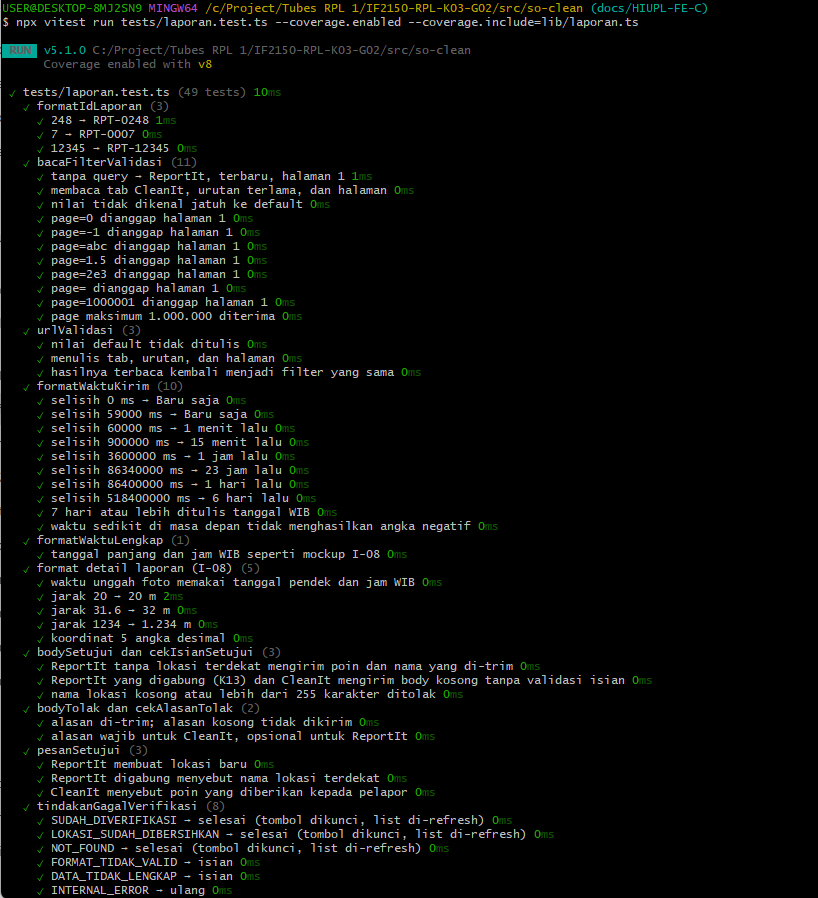 USER@DESKTOP-8MJ2SN9 MINGW64 /c/Project/Tubes RPL 1/IF2150-RPL-K03-G02/src/so-clean (docs/HIUPL-FE-C)
$ npx vitest run tests/laporan.test.ts --coverage.enabled --coverage.include=lib/laporan.ts
RUN v5.1.0 C:/Project/Tubes RPL 1/IF2150-RPL-K03-G02/src/so-clean
Coverage enabled with v8
✓ tests/laporan.test.ts (49 tests) 10ms
✓ formatIdLaporan (3)
✓ 248 → RPT-0248 1ms
✓ 7 → RPT-0007 0ms
✓ 12345 → RPT-12345 0ms
✓ bacaFilterValidasi (11)
✓ tanpa query → ReportIt, terbaru, halaman 1 1ms
✓ membaca tab CleanIt, urutan terlama, dan halaman 0ms
✓ nilai tidak dikenal jatuh ke default 0ms
✓ page=0 dianggap halaman 1 0ms
✓ page=-1 dianggap halaman 1 0ms
✓ page=abc dianggap halaman 1 0ms
✓ page=1.5 dianggap halaman 1 0ms
✓ page=2e3 dianggap halaman 1 0ms
✓ page= dianggap halaman 1 0ms
✓ page=1000001 dianggap halaman 1 0ms
✓ page maksimum 1.000.000 diterima 0ms
✓ urlValidasi (3)
✓ nilai default tidak ditulis 0ms
✓ menulis tab, urutan, dan halaman 0ms
✓ hasilnya terbaca kembali menjadi filter yang sama 0ms
✓ formatWaktuKirim (10)
✓ selisih 0 ms → Baru saja 0ms
✓ selisih 59000 ms → Baru saja 0ms
✓ selisih 60000 ms → 1 menit lalu 0ms
✓ selisih 900000 ms → 15 menit lalu 0ms
✓ selisih 3600000 ms → 1 jam lalu 0ms
✓ selisih 86340000 ms → 23 jam lalu 0ms
✓ selisih 86400000 ms → 1 hari lalu 0ms
✓ selisih 518400000 ms → 6 hari lalu 0ms
✓ 7 hari atau lebih ditulis tanggal WIB 0ms
✓ waktu sedikit di masa depan tidak menghasilkan angka negatif 0ms
✓ formatWaktuLengkap (1)
✓ tanggal panjang dan jam WIB seperti mockup I-08 0ms
✓ format detail laporan (I-08) (5)
✓ waktu unggah foto memakai tanggal pendek dan jam WIB 0ms
✓ jarak 20 → 20 m 2ms
✓ jarak 31.6 → 32 m 0ms
✓ jarak 1234 → 1.234 m 0ms
✓ koordinat 5 angka desimal 0ms
✓ bodySetujui dan cekIsianSetujui (3)
✓ ReportIt tanpa lokasi terdekat mengirim poin dan nama yang di-trim 0ms
✓ ReportIt yang digabung (K13) dan CleanIt mengirim body kosong tanpa validasi isian 0ms
✓ nama lokasi kosong atau lebih dari 255 karakter ditolak 0ms
✓ bodyTolak dan cekAlasanTolak (2)
✓ alasan di-trim; alasan kosong tidak dikirim 0ms
✓ alasan wajib untuk CleanIt, opsional untuk ReportIt 0ms
✓ pesanSetujui (3)
✓ ReportIt membuat lokasi baru 0ms
✓ ReportIt digabung menyebut nama lokasi terdekat 0ms
✓ CleanIt menyebut poin yang diberikan kepada pelapor 0ms
✓ tindakanGagalVerifikasi (8)
✓ SUDAH_DIVERIFIKASI → selesai (tombol dikunci, list di-refresh) 0ms
✓ LOKASI_SUDAH_DIBERSIHKAN → selesai (tombol dikunci, list di-refresh) 0ms
✓ NOT_FOUND → selesai (tombol dikunci, list di-refresh) 0ms
✓ FORMAT_TIDAK_VALID → isian 0ms
✓ DATA_TIDAK_LENGKAP → isian 0ms
✓ INTERNAL_ERROR → ulang 0ms